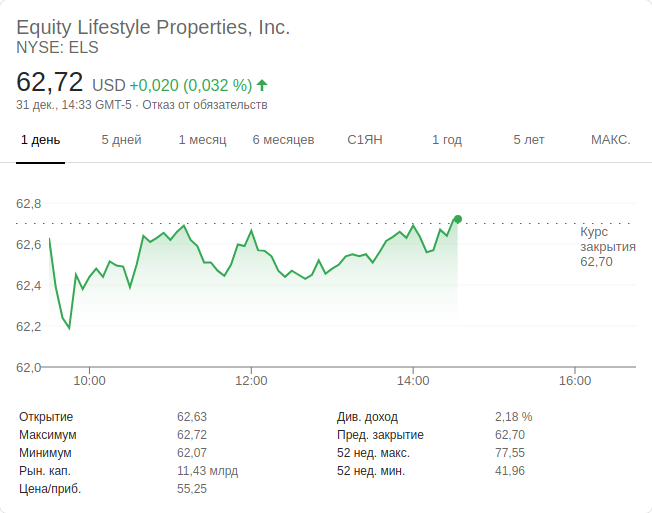 Equity Lifestyle Properties, Inc.
NYSE: ELS
62,72 USD +0,020 (0,032 %)
31 дек., 14:33 GMT-5 · Отказ от обязательств
1 день 5 дней 1 месяц 6 месяцев С1ЯН 1 год 5 лет МАКС.
62,8
62,6
62,4
62,2
62,0
Курс
закрытия
62,70
10:00 12:00 14:00 16:00
Открытие 62,63
Максимум 62,72
Минимум 62,07
Рын. кап. 11,43 млрд
Цена/приб. 55,25
Див. доход 2,18 %
Пред. закрытие 62,70
52 нед. макс. 77,55
52 нед. мин. 41,96